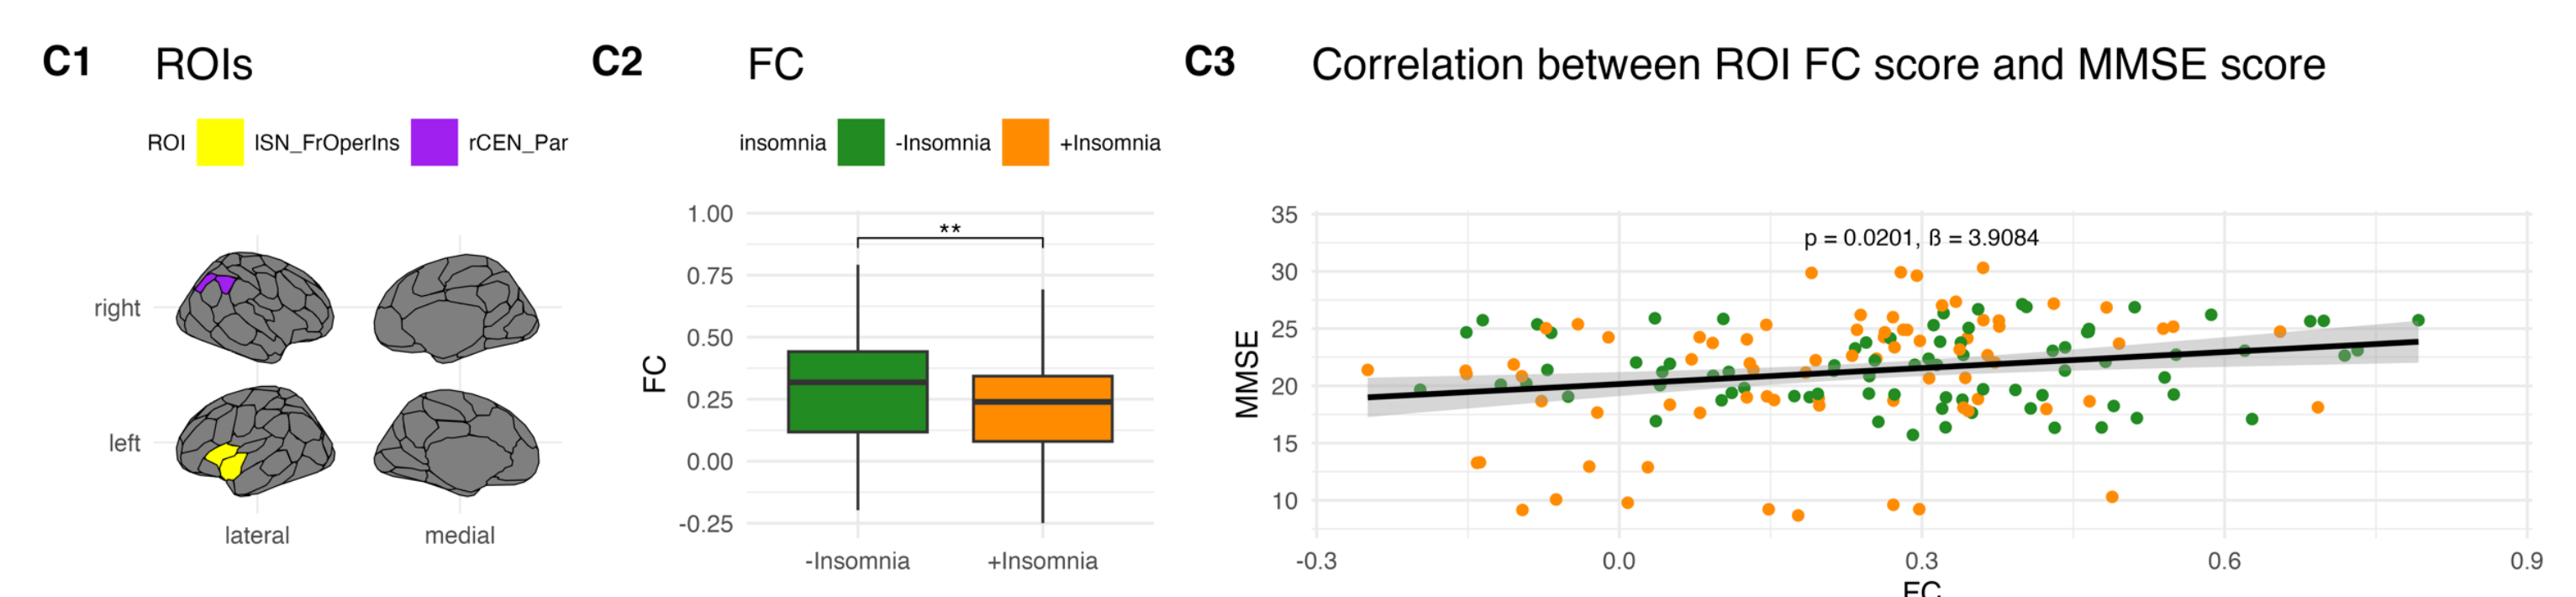 C1 ROIs
ROI lSN_FrOperIns rCEN_Par
right
left
lateral medial
C2 FC
insomnia -Insomnia +Insomnia
FC
1.00
**
0.75
0.50
0.25
0.00
-0.25
-Insomnia +Insomnia
C3 Correlation between ROI FC score and MMSE score
MMSE
35
p = 0.0201, ß = 3.9084
30
25
20
15
10
-0.3 0.0 0.3 0.6 0.9
FC